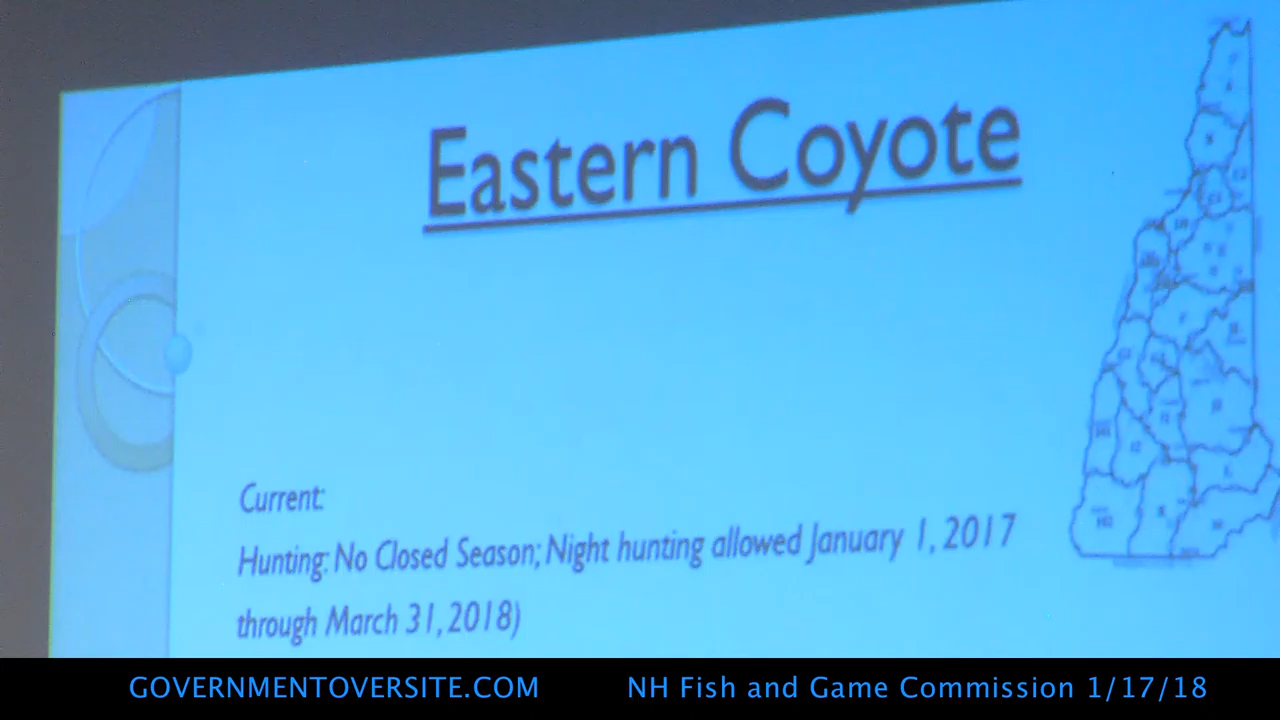 Eastern Coyote
Current:
Hunting: No Closed Season; Night hunting allowed January 1, 2017
through March 31, 2018)
GOVERNMENTOVERSITE.COM NH Fish and Game Commission 1/17/18